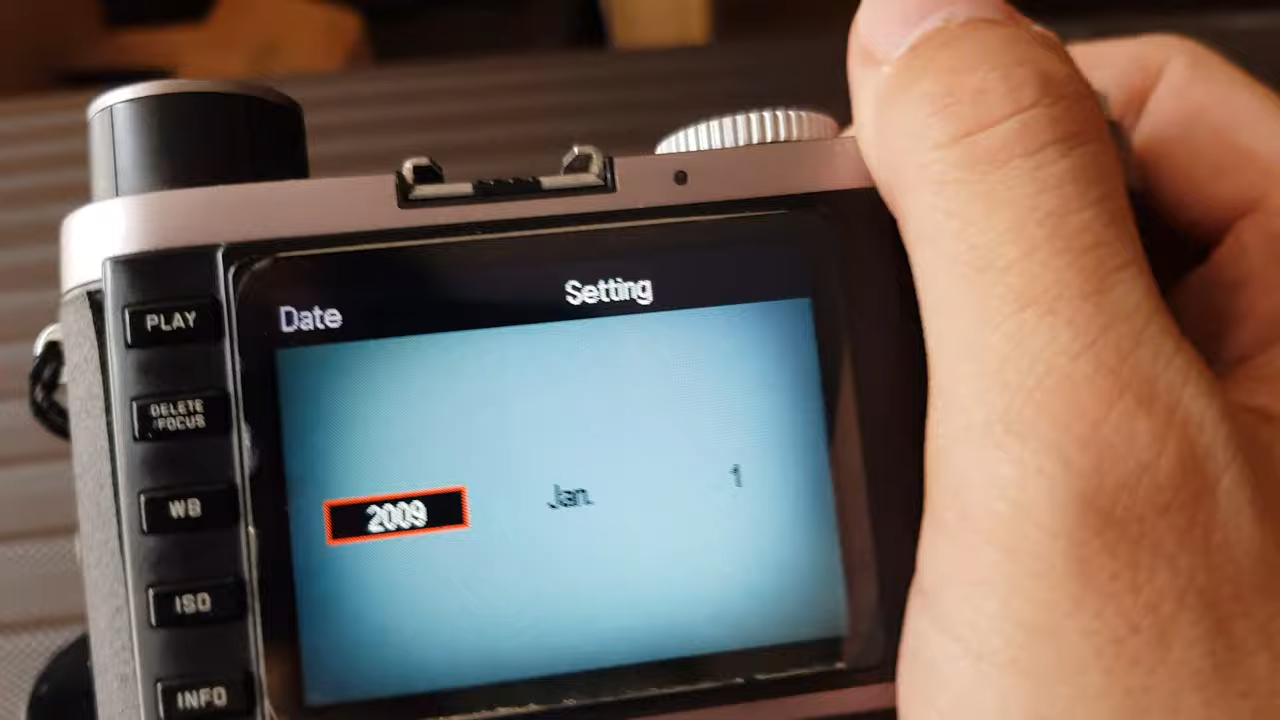 Date Setting
2009 Jan. 1
PLAY
DELETE
/FOCUS
WB
ISO
INFO